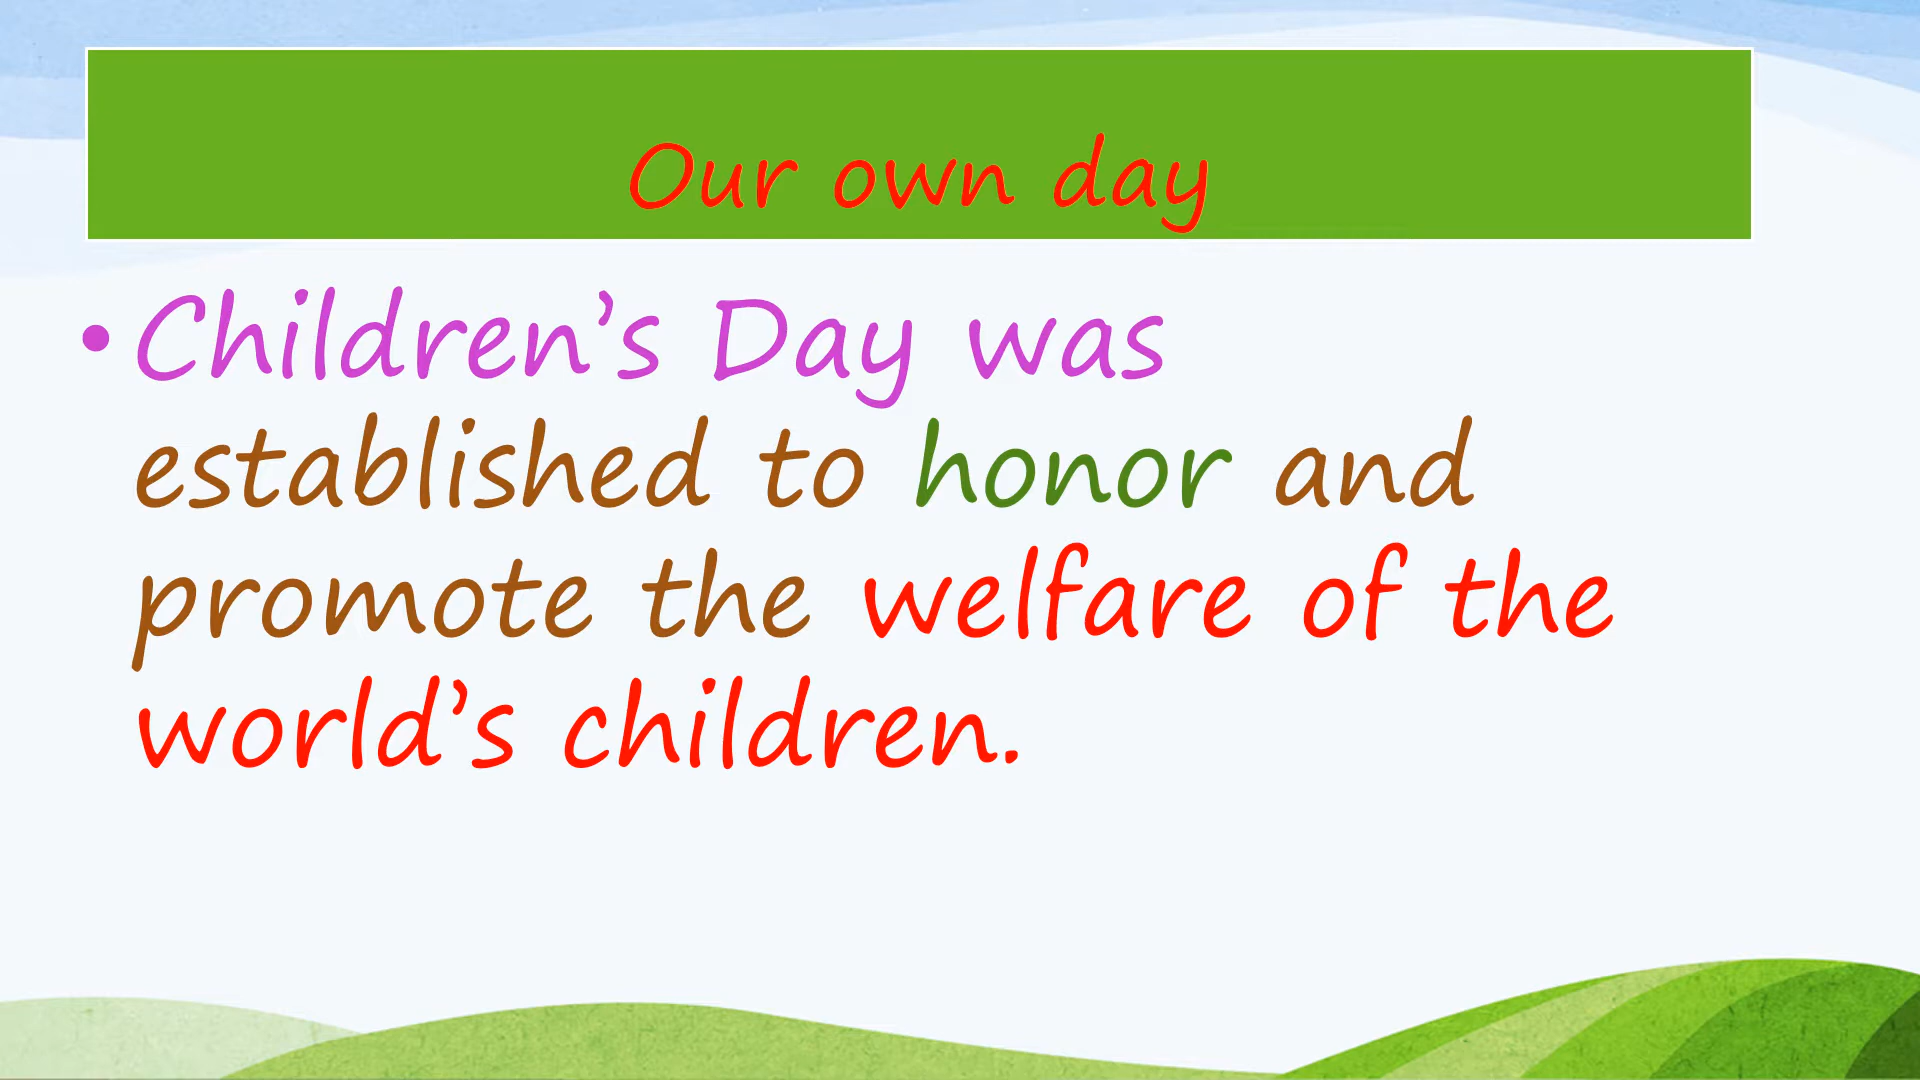 Our own day
• Children’s Day was
established to honor and
promote the welfare of the
world’s children.